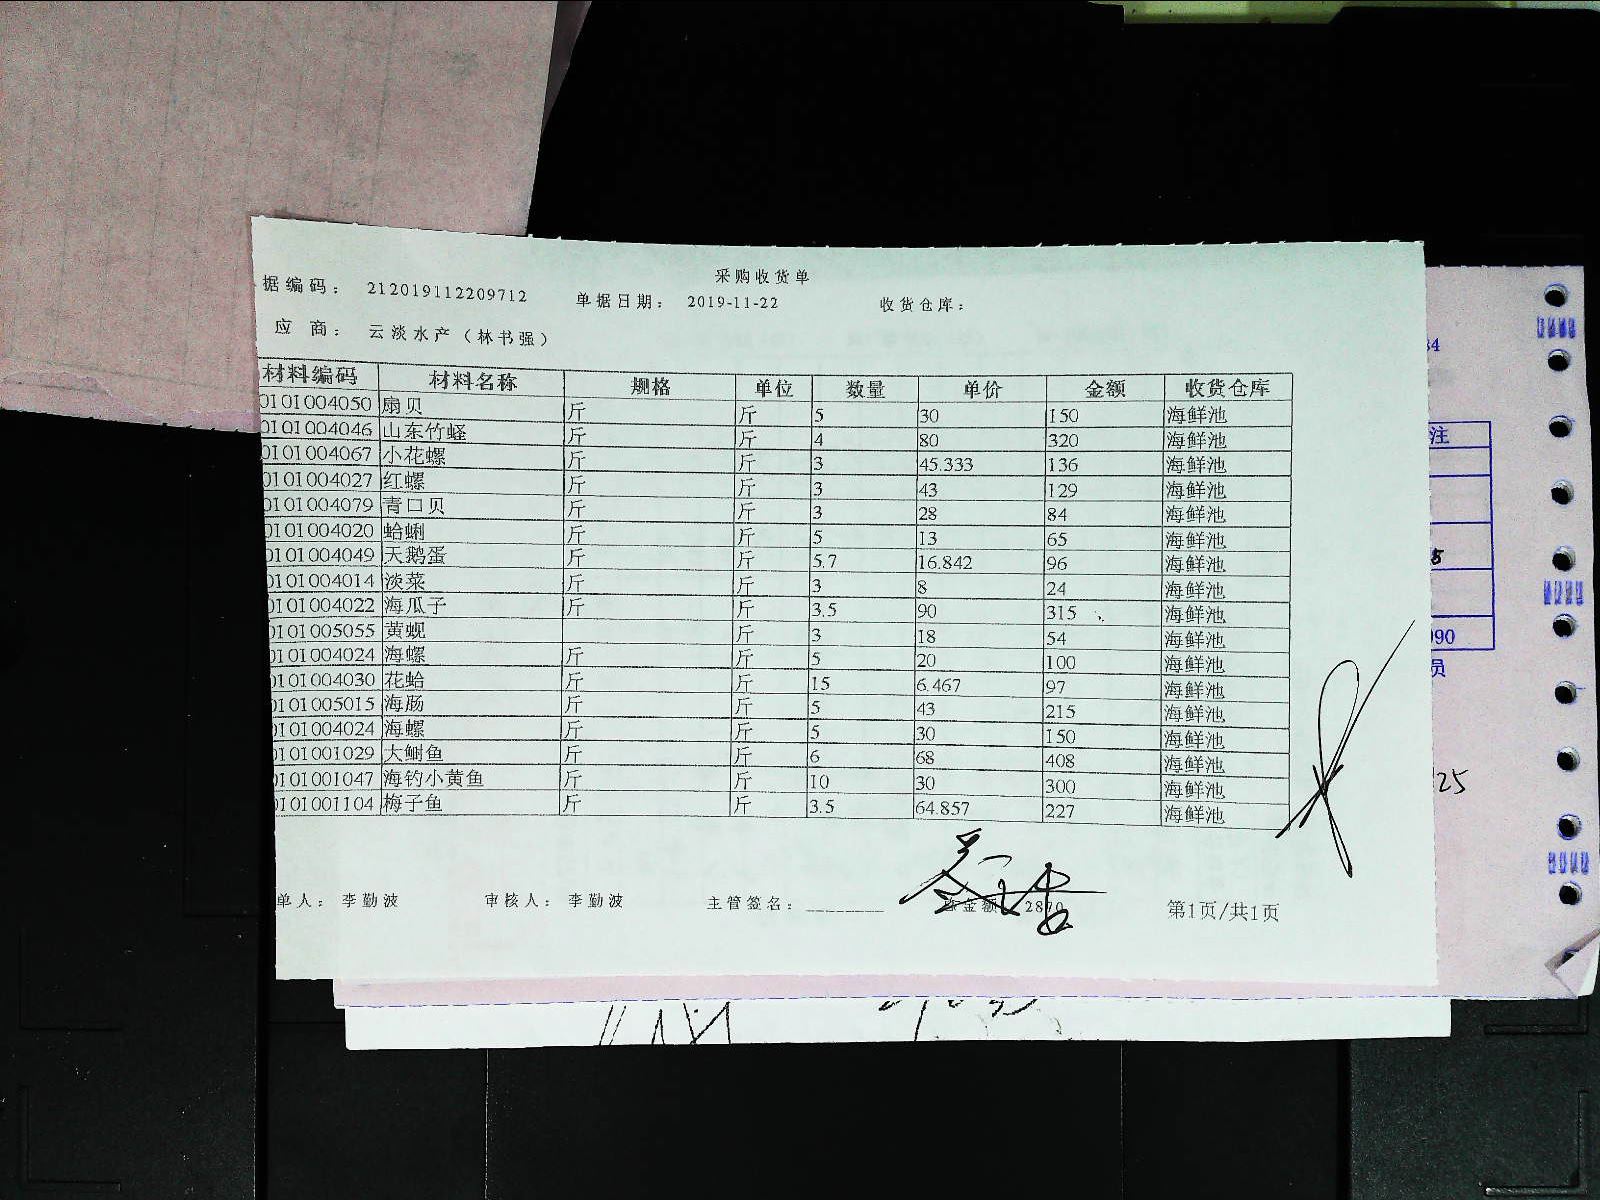 采购收货单
据编码： 212019112209712 单据日期： 2019-11-22 收货仓库：
应 商： 云淡水产（林书强）
材料编码 材料名称 规格 单位 数量 单价 金额 收货仓库
0101004050 扇贝 斤 斤 5 30 150 海鲜池
0101004046 山东竹蛏 斤 斤 4 80 320 海鲜池
0101004067 小花螺 斤 斤 3 45.333 136 海鲜池
0101004027 红螺 斤 斤 3 43 129 海鲜池
0101004079 青口贝 斤 斤 3 28 84 海鲜池
0101004020 蛤蜊 斤 斤 5 13 65 海鲜池
0101004049 天鹅蛋 斤 斤 5.7 16.842 96 海鲜池
0101004014 淡菜 斤 斤 3 8 24 海鲜池
0101004022 海瓜子 斤 斤 3.5 90 315 海鲜池
0101005055 黄蚬 斤 3 18 54 海鲜池
0101004024 海螺 斤 斤 5 20 100 海鲜池
0101004030 花蛤 斤 斤 15 6.467 97 海鲜池
0101005015 海肠 斤 斤 5 43 215 海鲜池
0101004024 海螺 斤 斤 5 30 150 海鲜池
0101001029 大鲥鱼 斤 斤 6 68 408 海鲜池
0101001047 海钓小黄鱼 斤 斤 10 30 300 海鲜池
0101001104 梅子鱼 斤 斤 3.5 64.857 227 海鲜池
单人： 李勤波 审核人： 李勤波 主管签名： 金额 2870 第1页/共1页
84
注
8
090
员
25